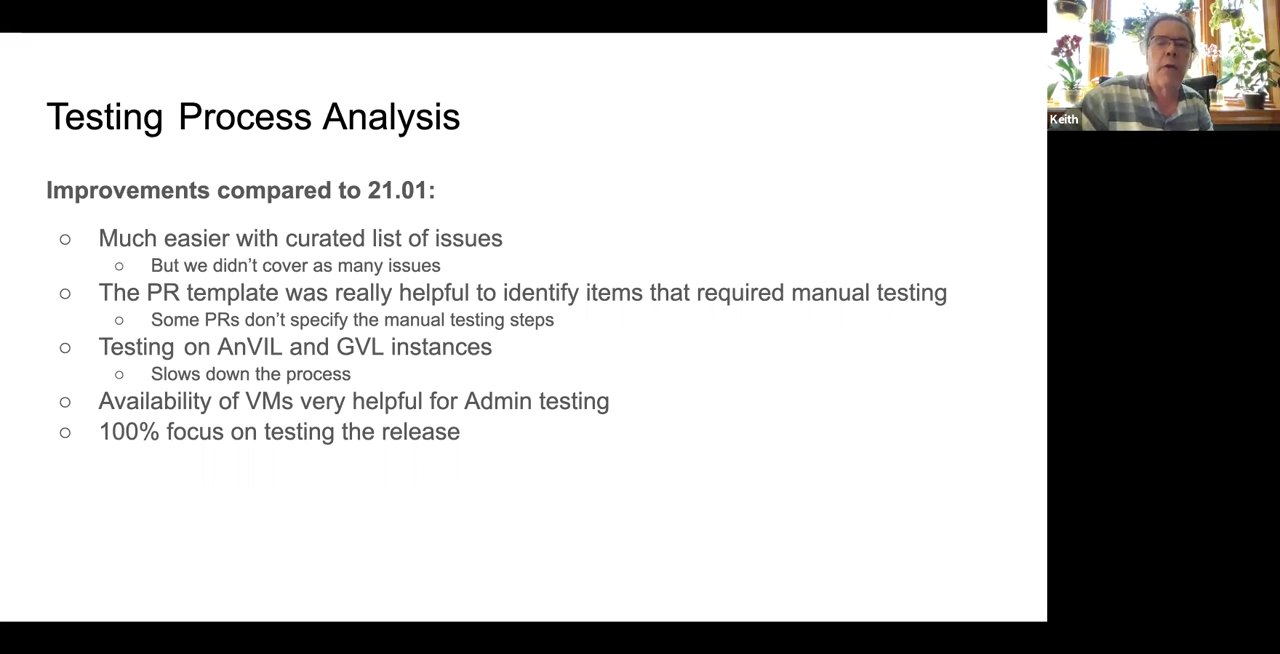 Testing Process Analysis
Improvements compared to 21.01:
○ Much easier with curated list of issues
○ But we didn’t cover as many issues
○ The PR template was really helpful to identify items that required manual testing
○ Some PRs don’t specify the manual testing steps
○ Testing on AnVIL and GVL instances
○ Slows down the process
○ Availability of VMs very helpful for Admin testing
○ 100% focus on testing the release
Keith